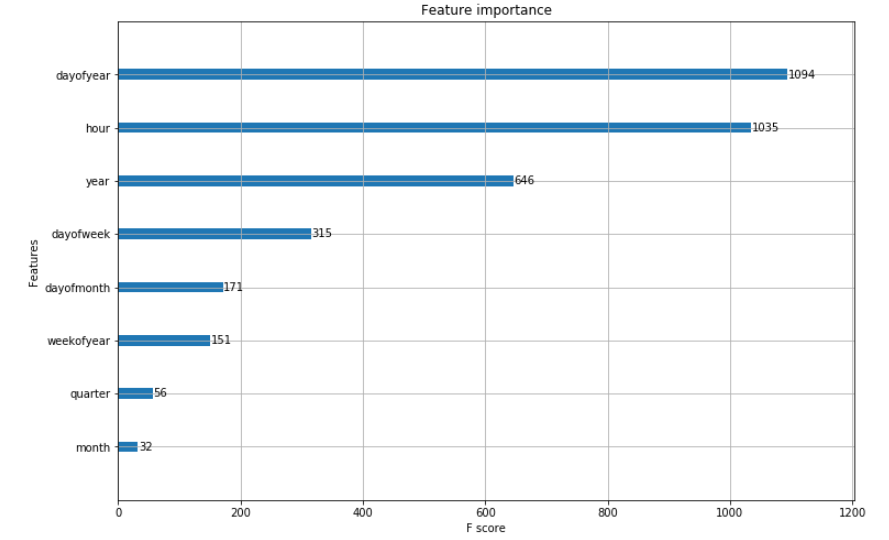 Feature importance
dayofyear 1094
hour 1035
year 646
dayofweek 315
dayofmonth 171
weekofyear 151
quarter 56
month 32
Features
0 200 400 600 800 1000 1200
F score